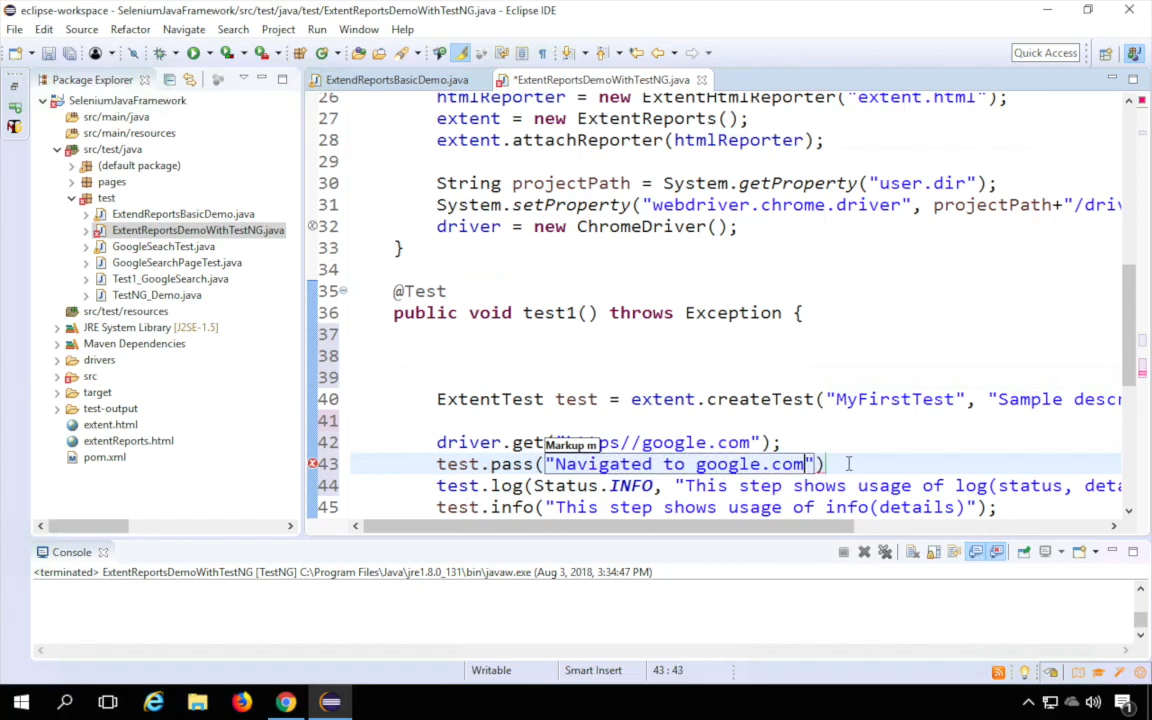 eclipse-workspace - SeleniumJavaFramework/src/test/java/test/ExtentReportsDemoWithTestNG.java - Eclipse IDE
File Edit Source Refactor Navigate Search Project Run Window Help
Quick Access
Package Explorer
ExtendReportsBasicDemo.java
*ExtentReportsDemoWithTestNG.java
SeleniumJavaFramework
src/main/java
src/main/resources
src/test/java
(default package)
pages
test
ExtendReportsBasicDemo.java
ExtentReportsDemoWithTestNG.java
GoogleSeachTest.java
GoogleSearchPageTest.java
Test1_GoogleSearch.java
TestNG_Demo.java
src/test/resources
JRE System Library [J2SE-1.5]
Maven Dependencies
drivers
src
target
test-output
extent.html
extentReports.html
pom.xml
26 htmlReporter = new ExtentHtmlReporter("extent.html");
27 extent = new ExtentReports();
28 extent.attachReporter(htmlReporter);
29
30 String projectPath = System.getProperty("user.dir");
31 System.setProperty("webdriver.chrome.driver", projectPath+"/driv
32 driver = new ChromeDriver();
33 }
34
35 @Test
36 public void test1() throws Exception {
37
38
39
40 ExtentTest test = extent.createTest("MyFirstTest", "Sample descr
41
42 driver.get( ps//google.com");
Markup m
43 test.pass("Navigated to google.com")
44 test.log(Status.INFO, "This step shows usage of log(status, deta
45 test.info("This step shows usage of info(details)");
Console
<terminated> ExtentReportsDemoWithTestNG [TestNG] C:\Program Files\Java\jre1.8.0_131\bin\javaw.exe (Aug 3, 2018, 3:34:47 PM)
Writable Smart Insert 43 : 43